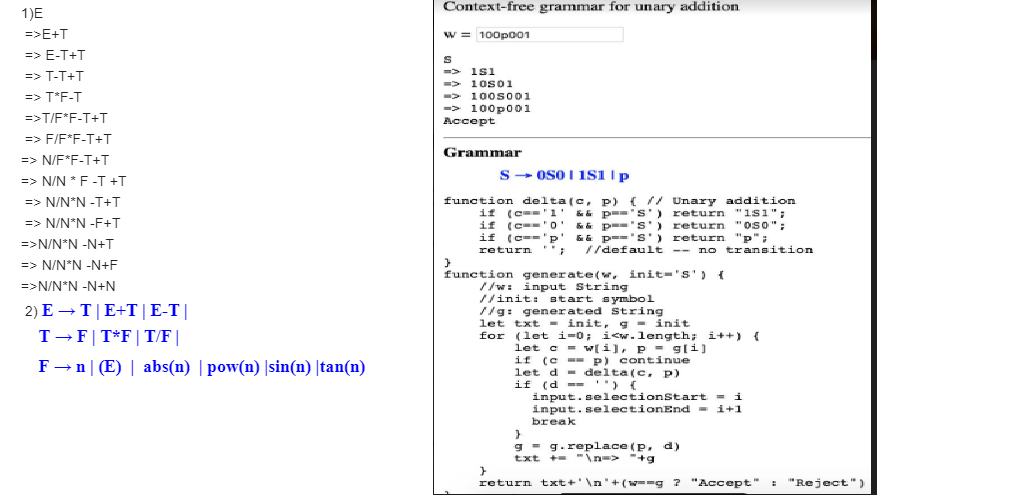 1)E
=>E+T
=> E-T+T
=> T-T+T
=> T*F-T
=>T/F*F-T+T
=> F/F*F-T+T
=> N/F*F-T+T
=> N/N * F -T +T
=> N/N*N -T+T
=> N/N*N -F+T
=>N/N*N -N+T
=> N/N*N -N+F
=>N/N*N -N+N
2) E → T | E+T | E-T |
T → F | T*F | T/F |
F → n | (E) | abs(n) | pow(n) |sin(n) |tan(n)
Context-free grammar for unary addition
w = 100p001
S
=> 1S1
=> 10S01
=> 100S001
=> 100p001
Accept
Grammar
S → 0S0 | 1S1 | p
function delta(c, p) { // Unary addition
if (c=='1' && p=='S') return "1S1";
if (c=='0' && p=='S') return "0S0";
if (c=='p' && p=='S') return "p";
return ''; //default -- no transition
}
function generate(w, init='S') {
//w: input String
//init: start symbol
//g: generated String
let txt = init, g = init
for (let i=0; i<w.length; i++) {
let c = w[i], p = g[i]
if (c == p) continue
let d = delta(c, p)
if (d == '') {
input.selectionStart = i
input.selectionEnd = i+1
break
}
g = g.replace(p, d)
txt += "\n=> "+g
}
return txt+'\n'+(w==g ? "Accept" : "Reject")